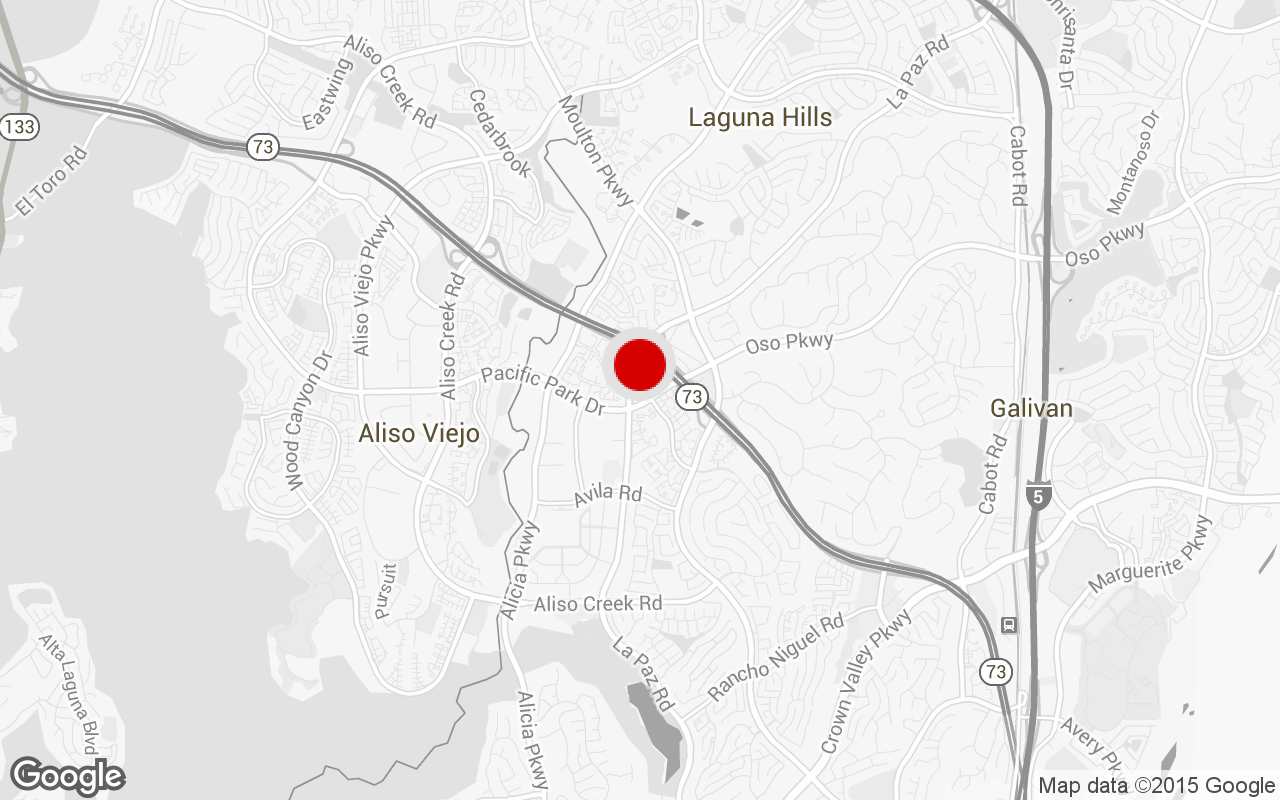 onrisanta Dr
Aliso Creek Rd
La Paz Rd
Eastwing
Cedarbrook
Moulton Pkwy
Laguna Hills
133
73
Cabot Rd
Montanoso Dr
El Toro Rd
Aliso Viejo Pkwy
Oso Pkwy
Aliso Creek Rd
Oso Pkwy
Wood Canyon Dr
Pacific Park Dr
73
Galivan
Aliso Viejo
Cabot Rd
Avila Rd
5
Alicia Pkwy
Marguerite Pkwy
Pursuit
Aliso Creek Rd
Rancho Niguel Rd
Crown Valley Pkwy
La Paz Rd
73
Alta Laguna Blvd
Alicia Pkwy
Avery Pk
Google
Map data ©2015 Google